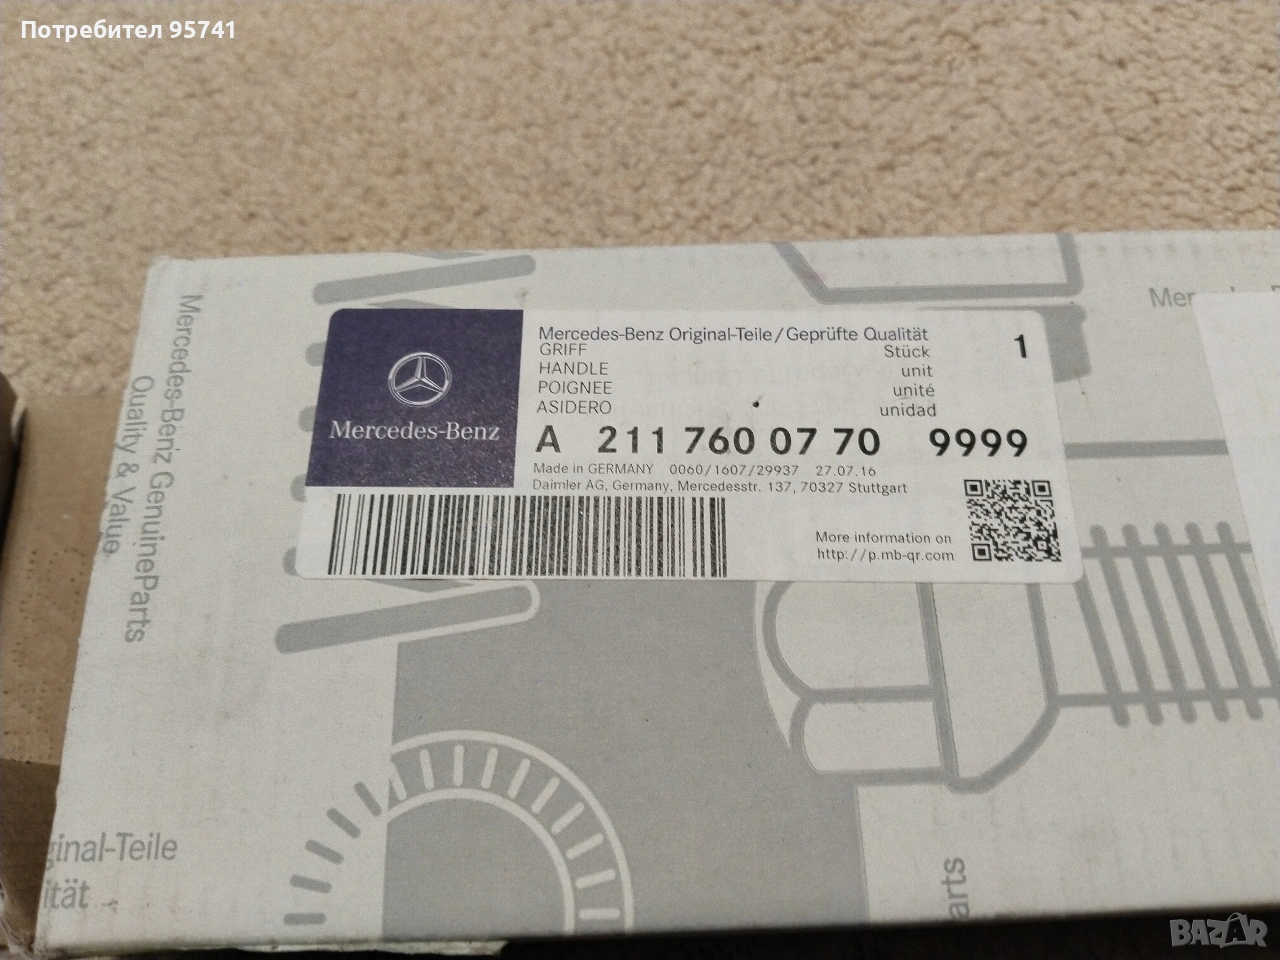 Потребител 95741
Mercedes-Benz GenuineParts
Quality & Value
Mercedes-Benz
Mercedes-Benz Original-Teile/Geprüfte Qualität
GRIFF Stück 1
HANDLE unit
POIGNEE unité
ASIDERO unidad
A 211 760 07 70 9999
Made in GERMANY 0060/1607/29937 27.07.16
Daimler AG, Germany, Mercedesstr. 137, 70327 Stuttgart
More information on
http://p.mb-qr.com
ginal-Teile
ität
arts
BAZAR